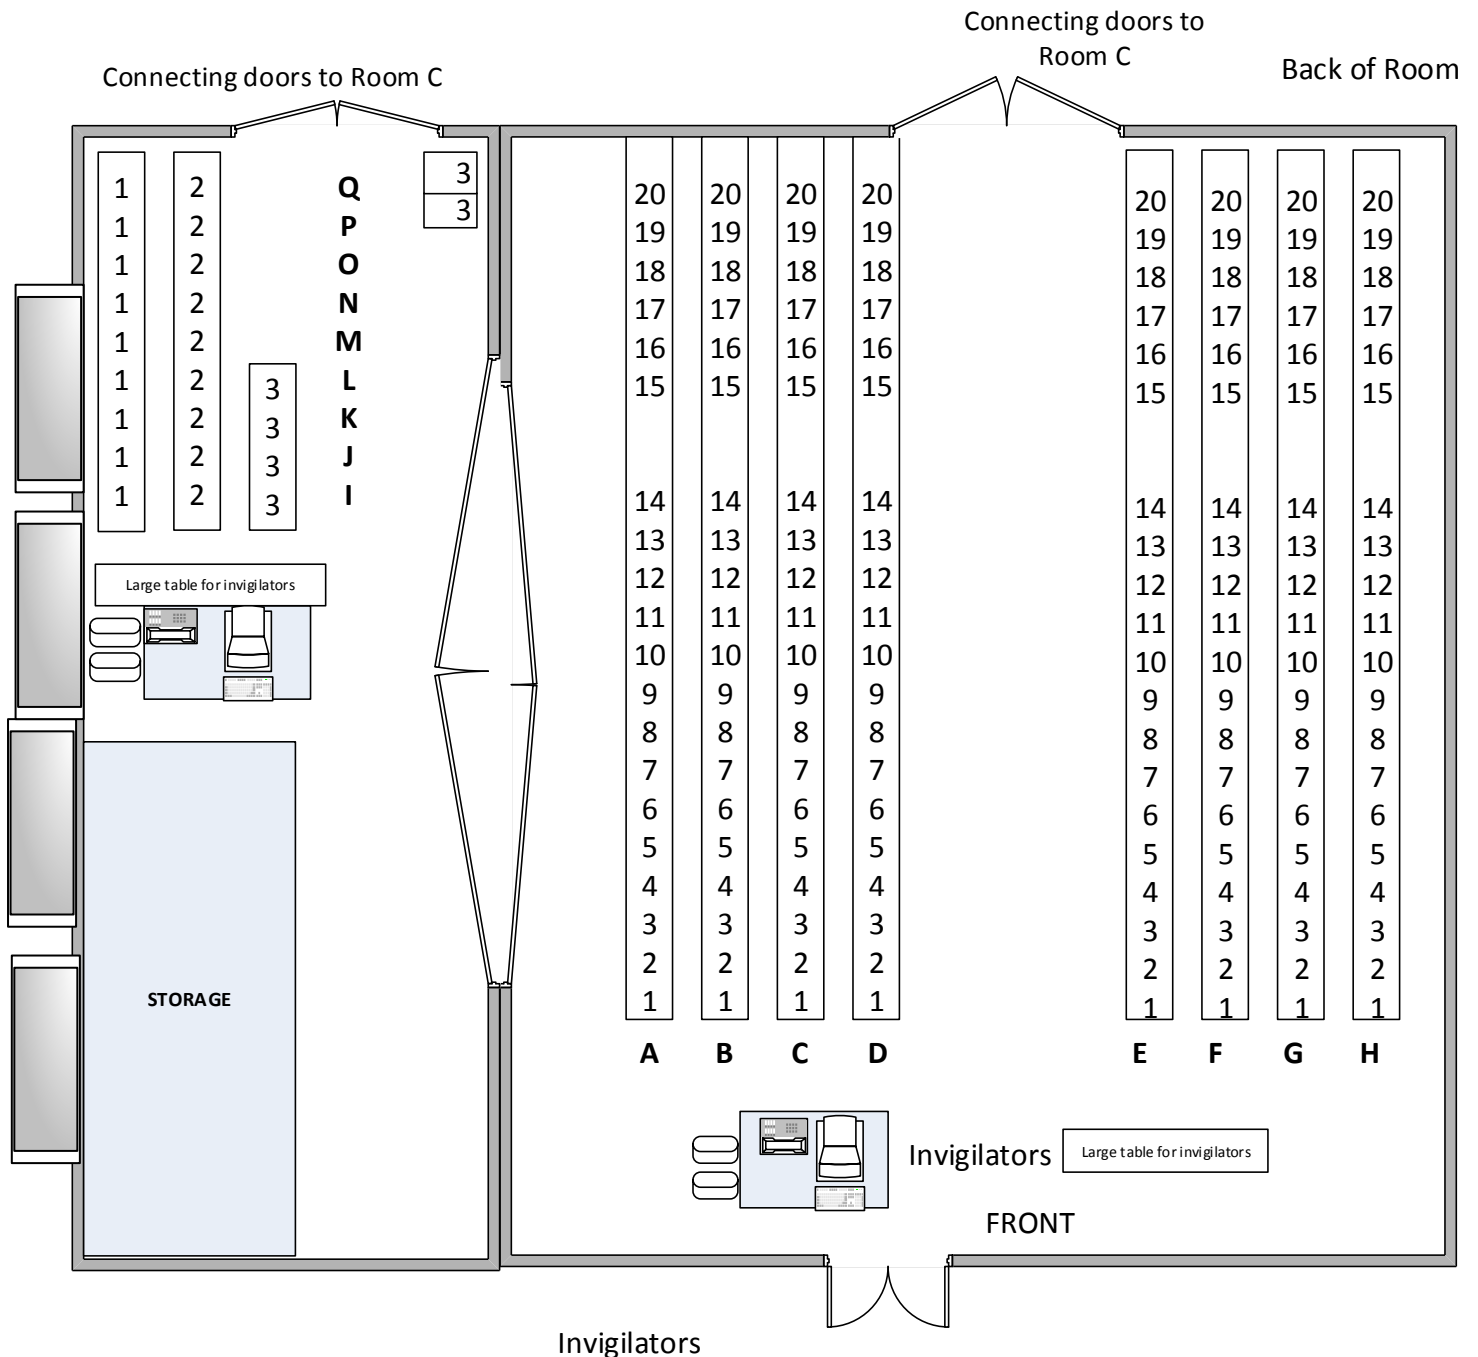 Connecting doors to
Room C
Back of Room
Connecting doors to Room C
1 2 Q 3
1 2 P 3
1 2 O
1 2 N
1 2 M
1 2 L 3
1 2 K 3
1 2 J 3
1 2 I 3
Large table for invigilators
STORAGE
20 20 20 20 20 20 20 20
19 19 19 19 19 19 19 19
18 18 18 18 18 18 18 18
17 17 17 17 17 17 17 17
16 16 16 16 16 16 16 16
15 15 15 15 15 15 15 15
14 14 14 14 14 14 14 14
13 13 13 13 13 13 13 13
12 12 12 12 12 12 12 12
11 11 11 11 11 11 11 11
10 10 10 10 10 10 10 10
9 9 9 9 9 9 9 9
8 8 8 8 8 8 8 8
7 7 7 7 7 7 7 7
6 6 6 6 6 6 6 6
5 5 5 5 5 5 5 5
4 4 4 4 4 4 4 4
3 3 3 3 3 3 3 3
2 2 2 2 2 2 2 2
1 1 1 1 1 1 1 1
A B C D E F G H
Invigilators
Large table for invigilators
FRONT
Invigilators